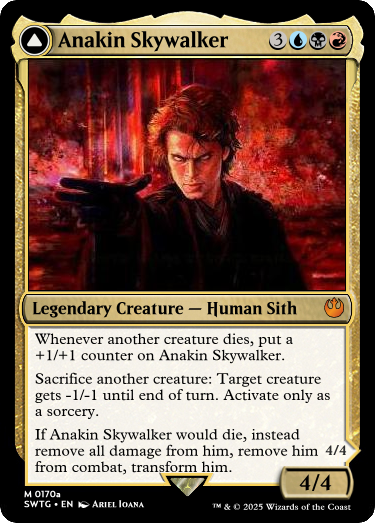 Anakin Skywalker 3
Legendary Creature — Human Sith
Whenever another creature dies, put a
+1/+1 counter on Anakin Skywalker.
Sacrifice another creature: Target creature
gets -1/-1 until end of turn. Activate only as
a sorcery.
If Anakin Skywalker would die, instead
remove all damage from him, remove him
from combat, transform him.
4/4
4/4
M 0170a
SWTG • EN Ariel Ioana
™ & © 2025 Wizards of the Coast